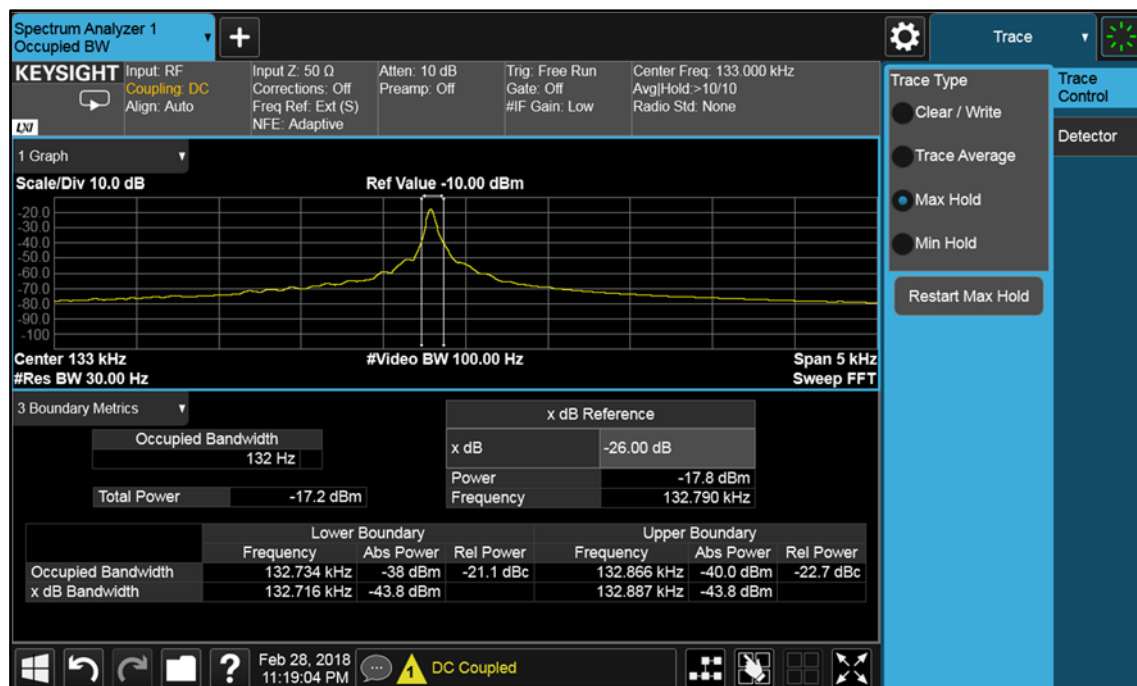 Spectrum Analyzer 1
Occupied BW
Trace
KEYSIGHT
LXI
Input: RF
Coupling: DC
Align: Auto
Input Z: 50 Ω
Corrections: Off
Freq Ref: Ext (S)
NFE: Adaptive
Atten: 10 dB
Preamp: Off
Trig: Free Run
Gate: Off
#IF Gain: Low
Center Freq: 133.000 kHz
Avg|Hold:>10/10
Radio Std: None
Trace Type
Clear / Write
Trace Average
Max Hold
Min Hold
Restart Max Hold
Trace
Control
Detector
1 Graph
Scale/Div 10.0 dB Ref Value -10.00 dBm
-20.0
-30.0
-40.0
-50.0
-60.0
-70.0
-80.0
-90.0
-100
Center 133 kHz #Video BW 100.00 Hz Span 5 kHz
#Res BW 30.00 Hz Sweep FFT
3 Boundary Metrics
Occupied Bandwidth
132 Hz
Total Power -17.2 dBm
x dB Reference
x dB -26.00 dB
Power -17.8 dBm
Frequency 132.790 kHz
Lower Boundary Upper Boundary
Frequency Abs Power Rel Power Frequency Abs Power Rel Power
Occupied Bandwidth 132.734 kHz -38 dBm -21.1 dBc 132.866 kHz -40.0 dBm -22.7 dBc
x dB Bandwidth 132.716 kHz -43.8 dBm 132.887 kHz -43.8 dBm
?
Feb 28, 2018
11:19:04 PM
1
DC Coupled